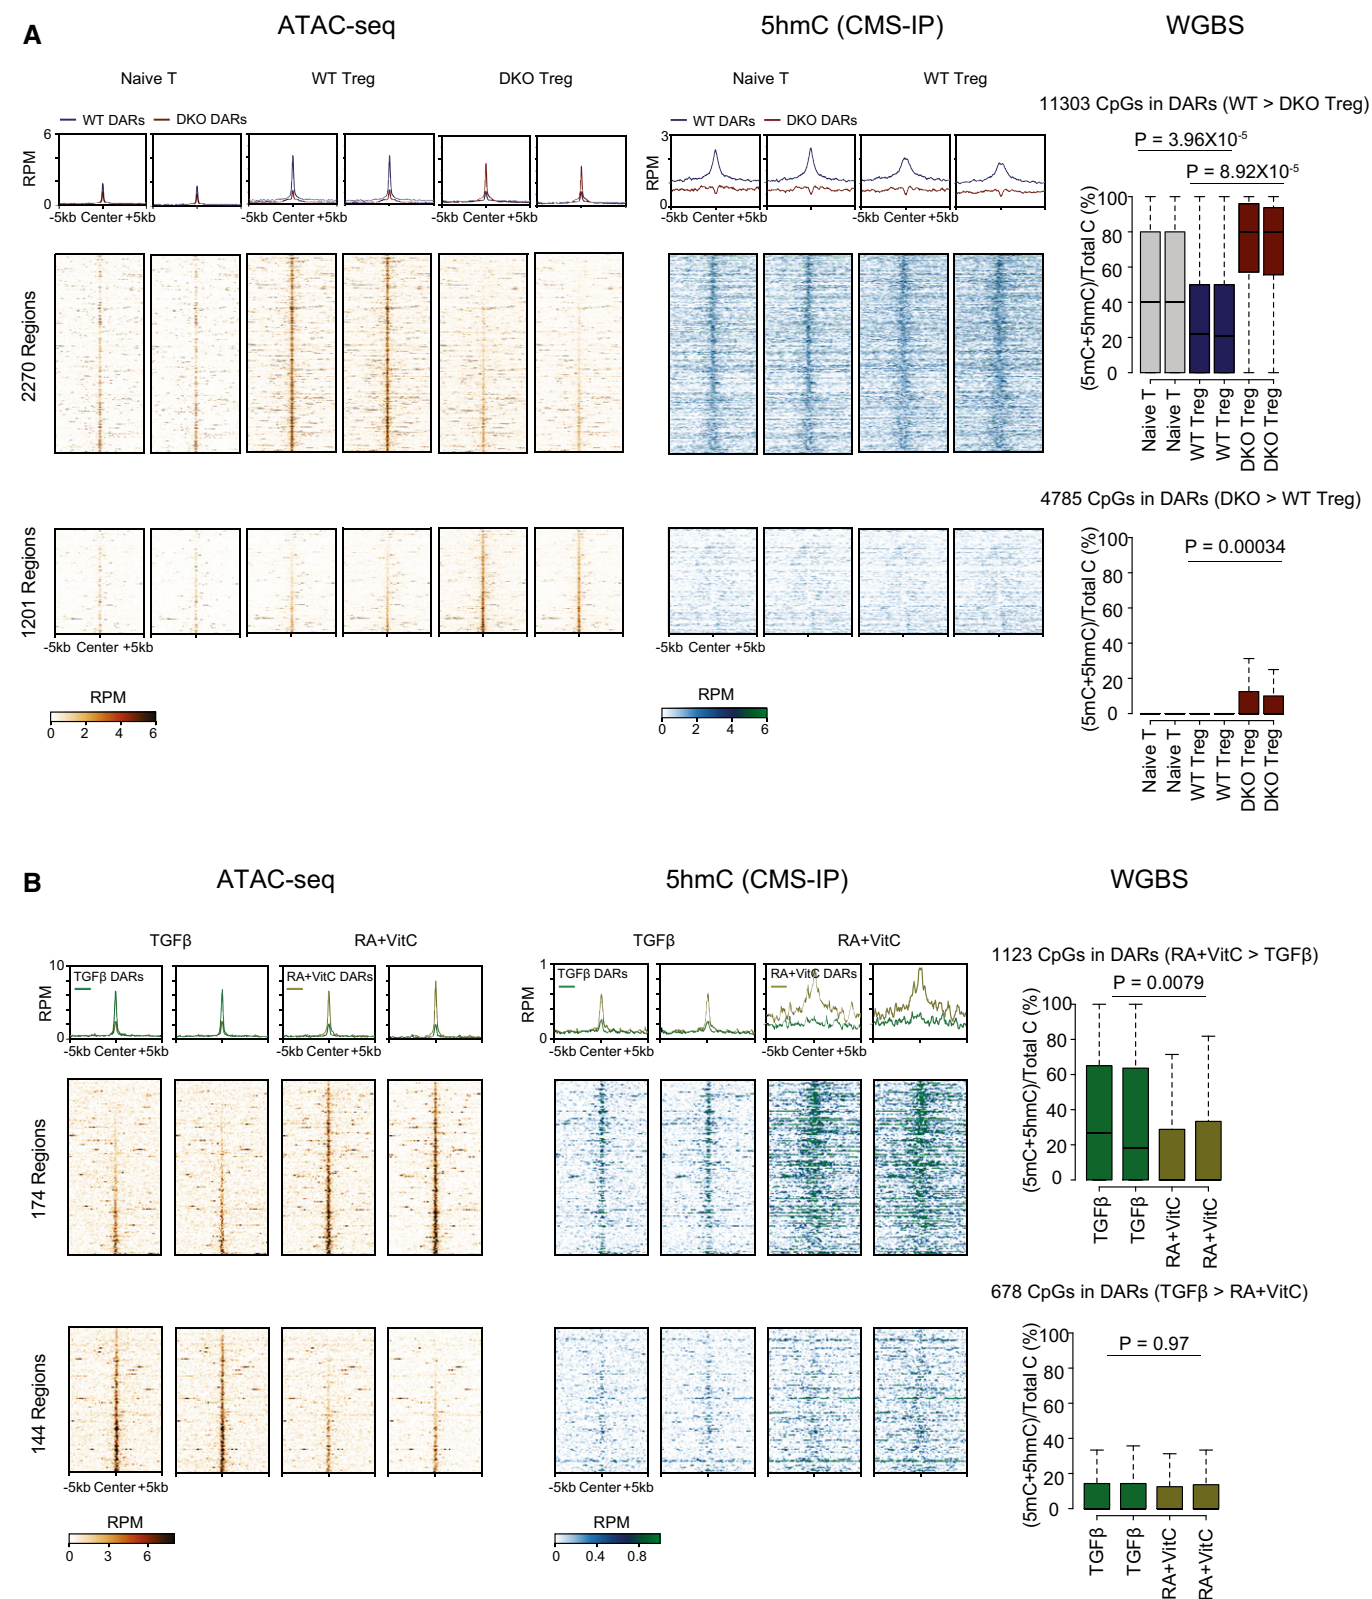 A
ATAC-seq
5hmC (CMS-IP)
WGBS
Naive T
WT Treg
DKO Treg
Naive T
WT Treg
WT DARs
DKO DARs
WT DARs
DKO DARs
6
RPM
0
-5kb Center +5kb
-5kb Center +5kb
-5kb Center +5kb
3
RPM
0
-5kb Center +5kb
-5kb Center +5kb
2270 Regions
1201 Regions
-5kb Center +5kb
-5kb Center +5kb
RPM
0 2 4 6
RPM
0 2 4 6
11303 CpGs in DARs (WT > DKO Treg)
P = 3.96X10-5
P = 8.92X10-5
(5mC+5hmC)/Total C (%)
100
80
60
40
20
0
Naive T
Naive T
WT Treg
WT Treg
DKO Treg
DKO Treg
4785 CpGs in DARs (DKO > WT Treg)
P = 0.00034
(5mC+5hmC)/Total C (%)
100
80
60
40
20
0
Naive T
Naive T
WT Treg
WT Treg
DKO Treg
DKO Treg
B
ATAC-seq
5hmC (CMS-IP)
WGBS
TGFβ
RA+VitC
TGFβ
RA+VitC
10
RPM
0
TGFβ DARs
RA+VitC DARs
-5kb Center +5kb
-5kb Center +5kb
1
RPM
0
TGFβ DARs
RA+VitC DARs
-5kb Center +5kb
-5kb Center +5kb
174 Regions
144 Regions
-5kb Center +5kb
-5kb Center +5kb
RPM
0 3 6
RPM
0 0.4 0.8
1123 CpGs in DARs (RA+VitC > TGFβ)
P = 0.0079
(5mC+5hmC)/Total C (%)
100
80
60
40
20
0
TGFβ
TGFβ
RA+VitC
RA+VitC
678 CpGs in DARs (TGFβ > RA+VitC)
P = 0.97
(5mC+5hmC)/Total C (%)
100
80
60
40
20
0
TGFβ
TGFβ
RA+VitC
RA+VitC